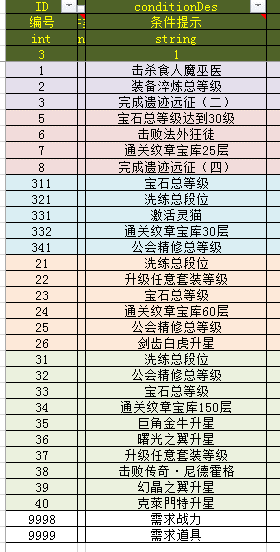 ID conditionDes
编号 条件提示
int n string
3 1
1 击杀食人魔巫医
2 装备淬炼总等级
3 完成遗迹远征（二）
5 宝石总等级达到30级
6 击败法外狂徒
7 通关纹章宝库25层
8 完成遗迹远征（四）
311 宝石总等级
321 洗练总段位
331 激活灵猫
332 通关纹章宝库30层
341 公会精修总等级
21 洗练总段位
22 升级任意套装等级
23 宝石总等级
24 通关纹章宝库60层
25 公会精修总等级
26 剑齿白虎升星
31 洗练总段位
32 公会精修总等级
33 宝石总等级
34 通关纹章宝库150层
35 巨角金牛升星
36 曙光之翼升星
37 升级任意套装等级
38 击败传奇·尼德霍格
39 幻晶之翼升星
40 克莱門特升星
9998 需求战力
9999 需求道具